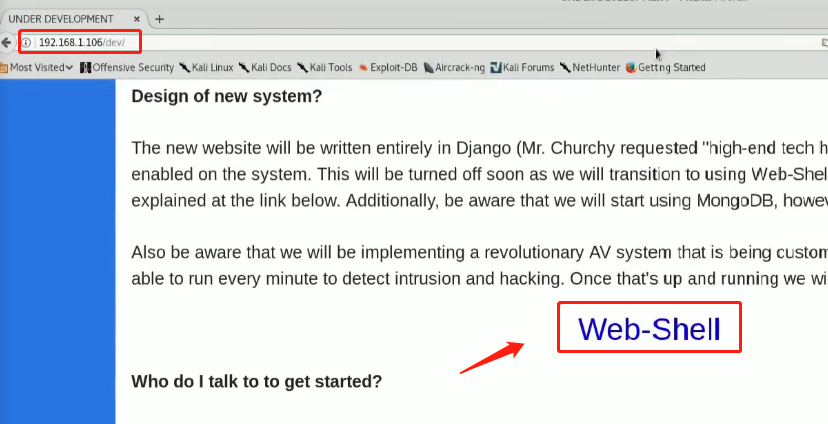 UNDER DEVELOPMENT
192.168.1.106/dev/
Most Visited Offensive Security Kali Linux Kali Docs Kali Tools Exploit-DB Aircrack-ng Kali Forums NetHunter Getting Started
Design of new system?
The new website will be written entirely in Django (Mr. Churchy requested "high-end tech h
enabled on the system. This will be turned off soon as we will transition to using Web-Shel
explained at the link below. Additionally, be aware that we will start using MongoDB, howev
Also be aware that we will be implementing a revolutionary AV system that is being custom
able to run every minute to detect intrusion and hacking. Once that's up and running we wi
Web-Shell
Who do I talk to to get started?